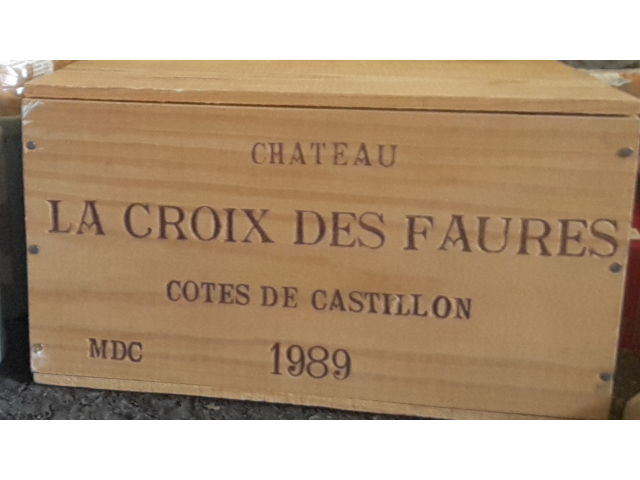 CHATEAU
LA CROIX DES FAURES
COTES DE CASTILLON
MDC 1989